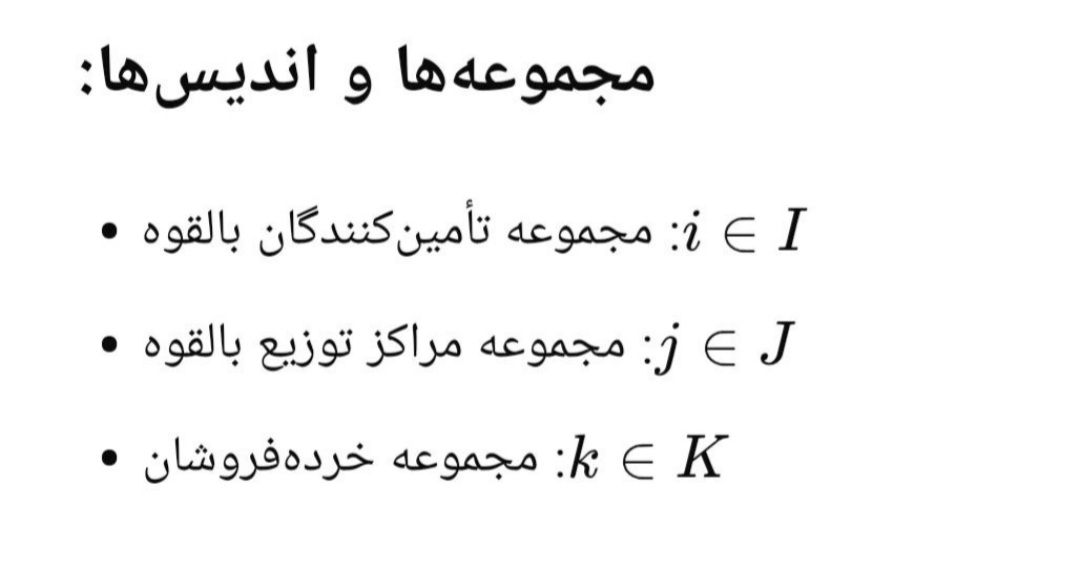 مجموعه‌ها و اندیس‌ها:
• i ∈ I: مجموعه تأمین‌کنندگان بالقوه
• j ∈ J: مجموعه مراکز توزیع بالقوه
• k ∈ K: مجموعه خرده‌فروشان